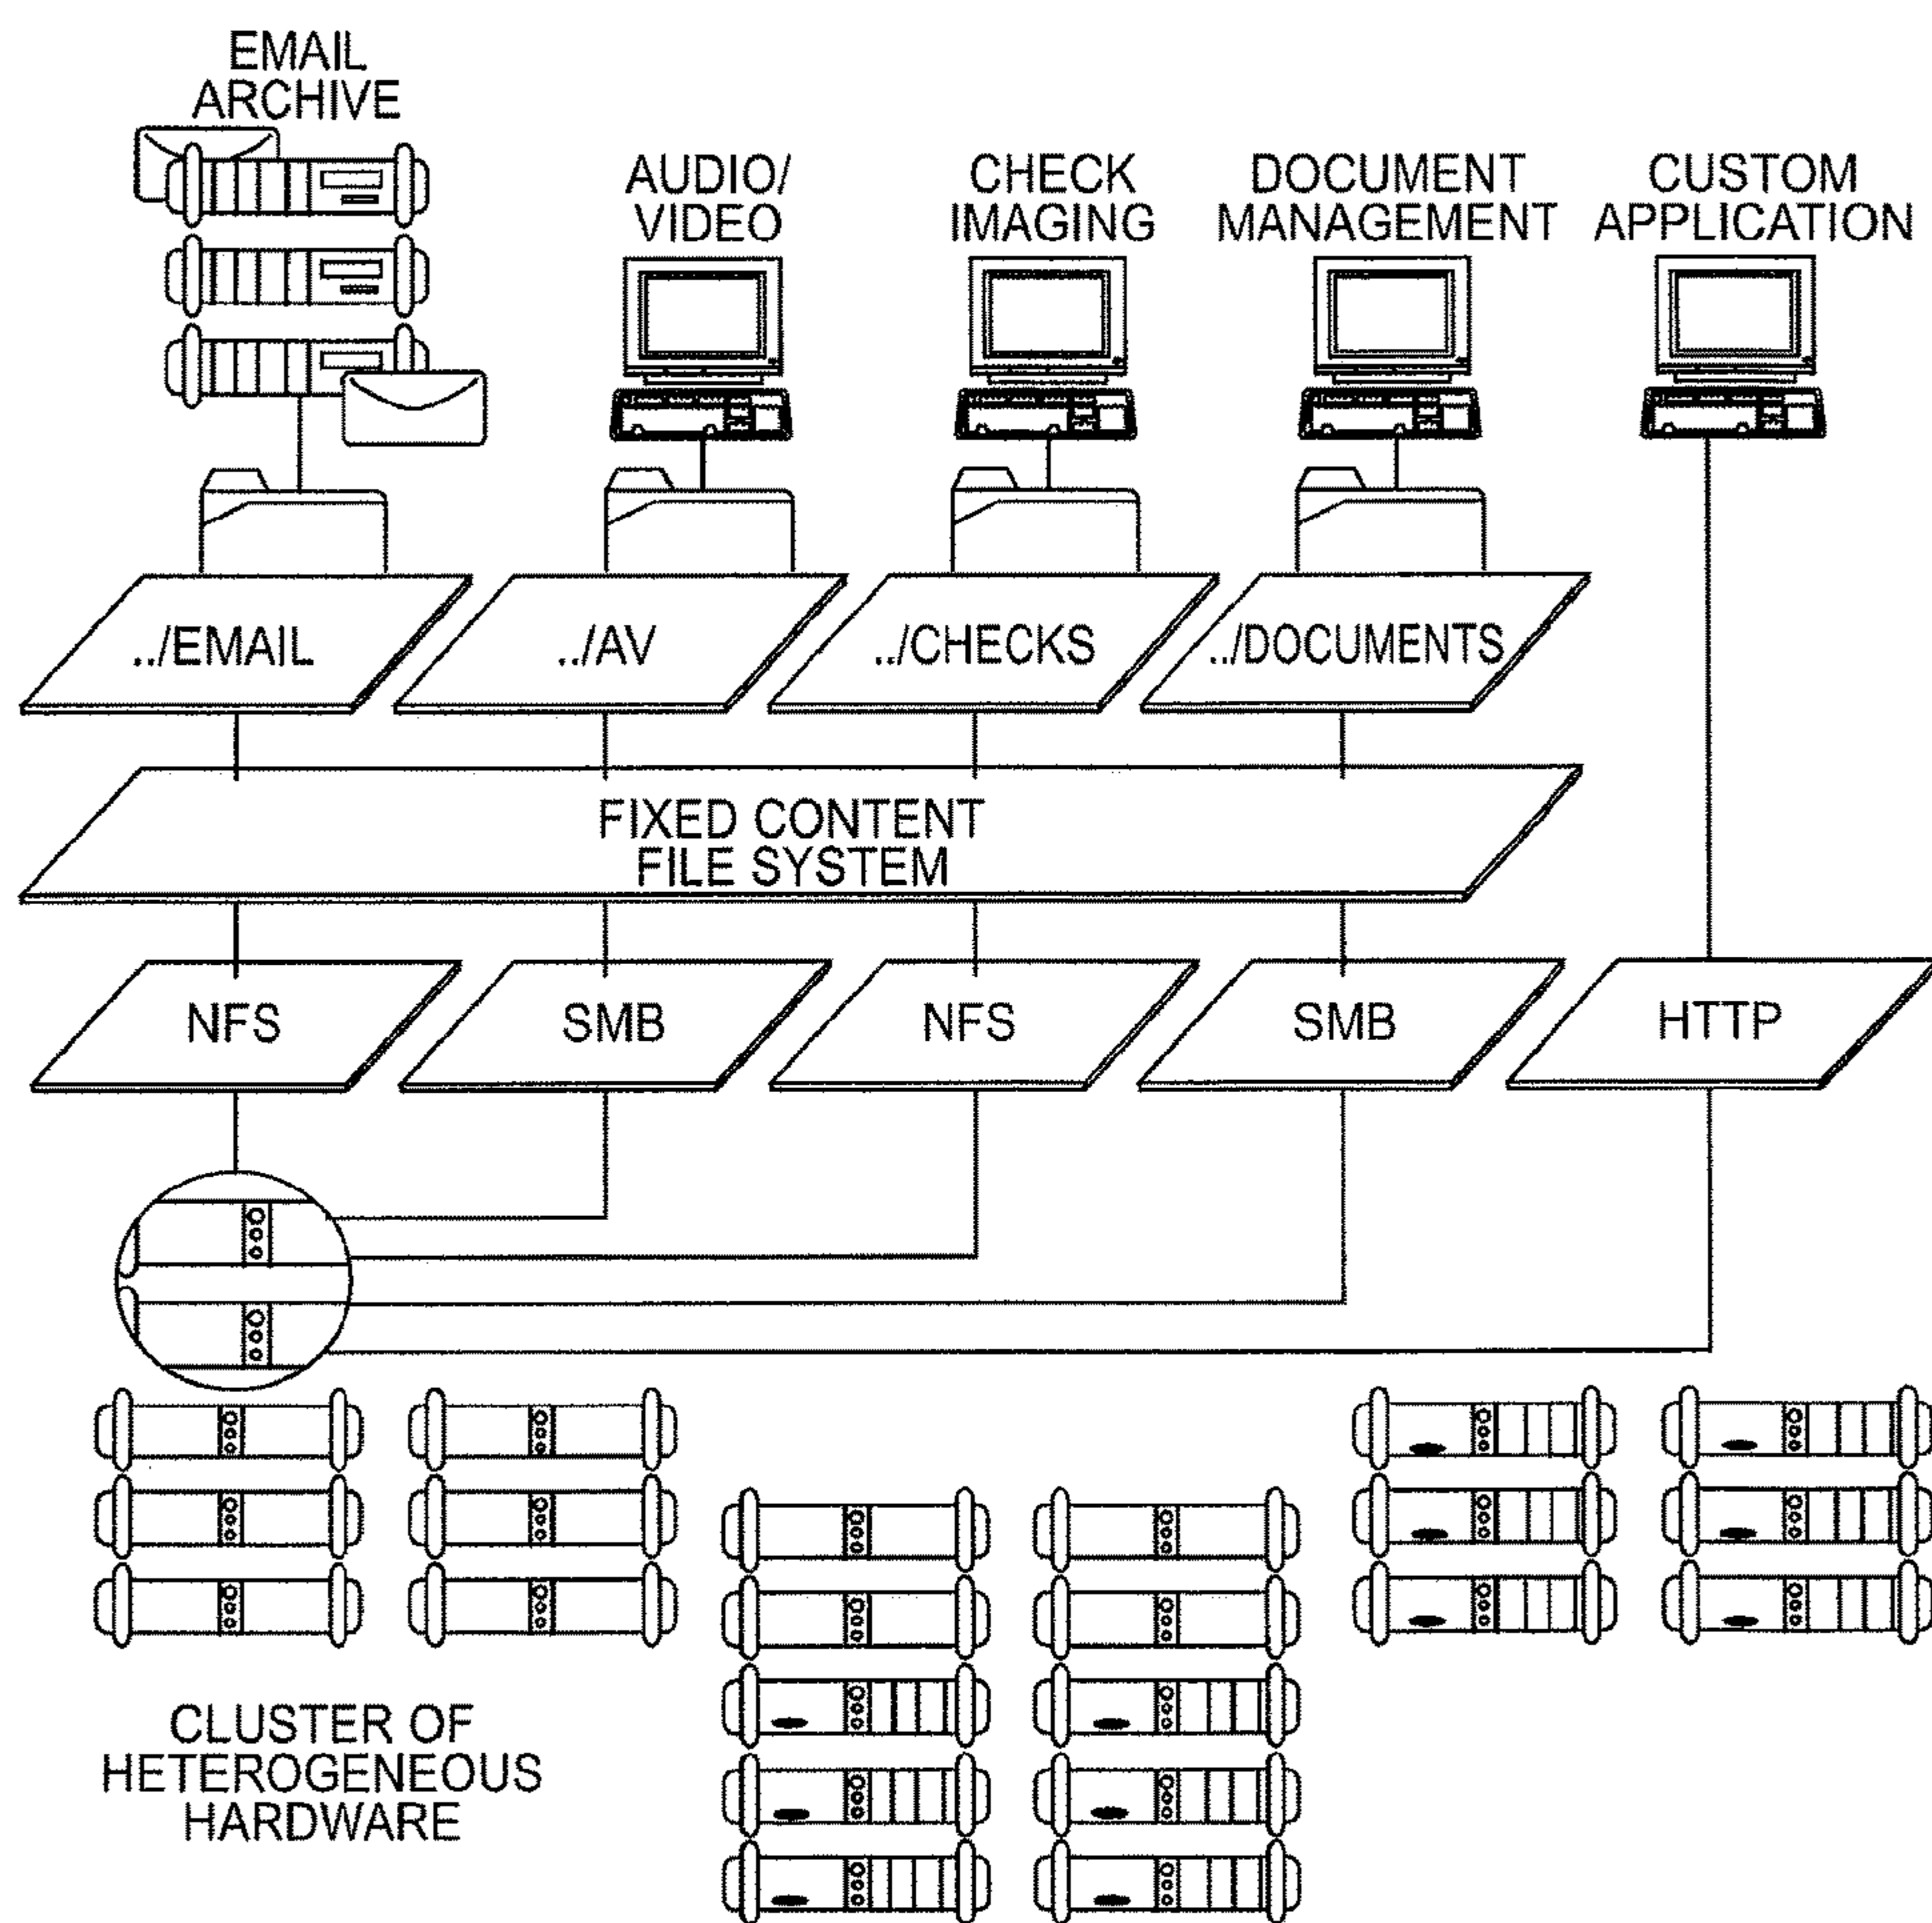 EMAIL
ARCHIVE
AUDIO/
VIDEO
CHECK
IMAGING
DOCUMENT
MANAGEMENT
CUSTOM
APPLICATION
../EMAIL
../AV
../CHECKS
../DOCUMENTS
FIXED CONTENT
FILE SYSTEM
NFS
SMB
NFS
SMB
HTTP
CLUSTER OF
HETEROGENEOUS
HARDWARE